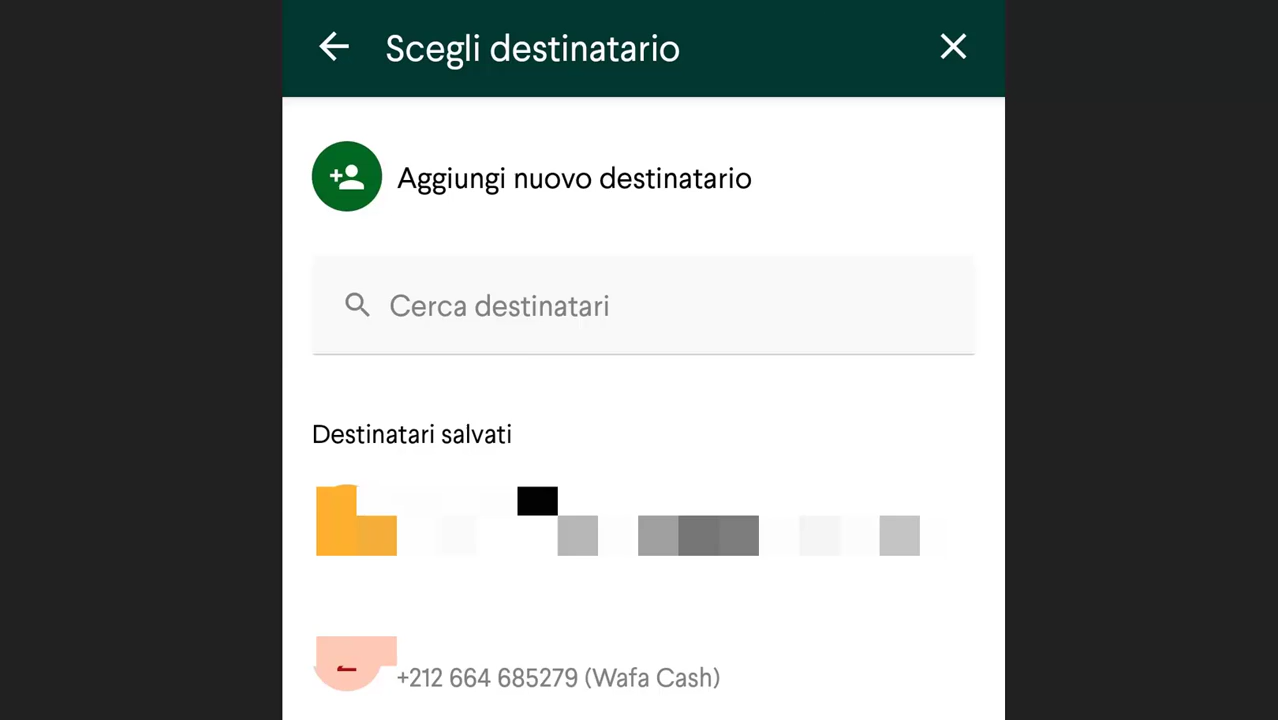 Scegli destinatario
Aggiungi nuovo destinatario
Cerca destinatari
Destinatari salvati
+212 664 685279 (Wafa Cash)